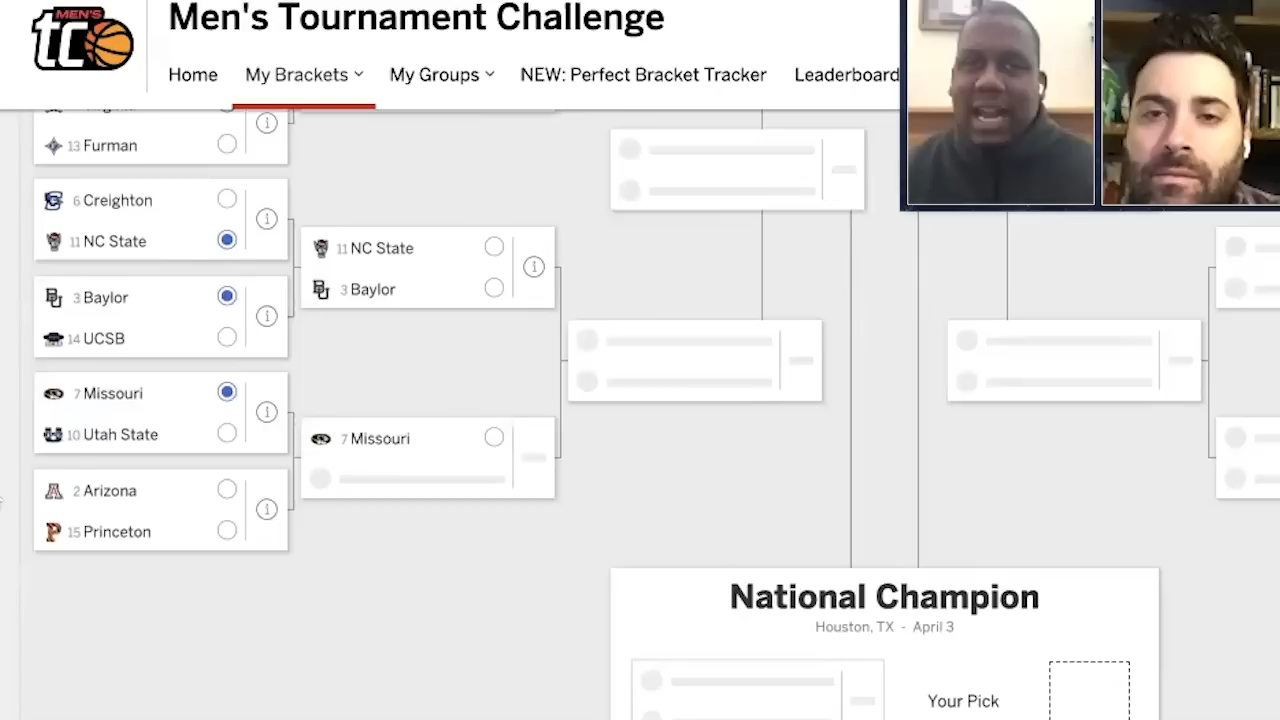 MEN'S
tc
Men's Tournament Challenge
Home My Brackets My Groups NEW: Perfect Bracket Tracker Leaderboard
13 Furman
6 Creighton
11 NC State
3 Baylor
14 UCSB
7 Missouri
10 Utah State
2 Arizona
15 Princeton
11 NC State
3 Baylor
7 Missouri
National Champion
Houston, TX - April 3
Your Pick